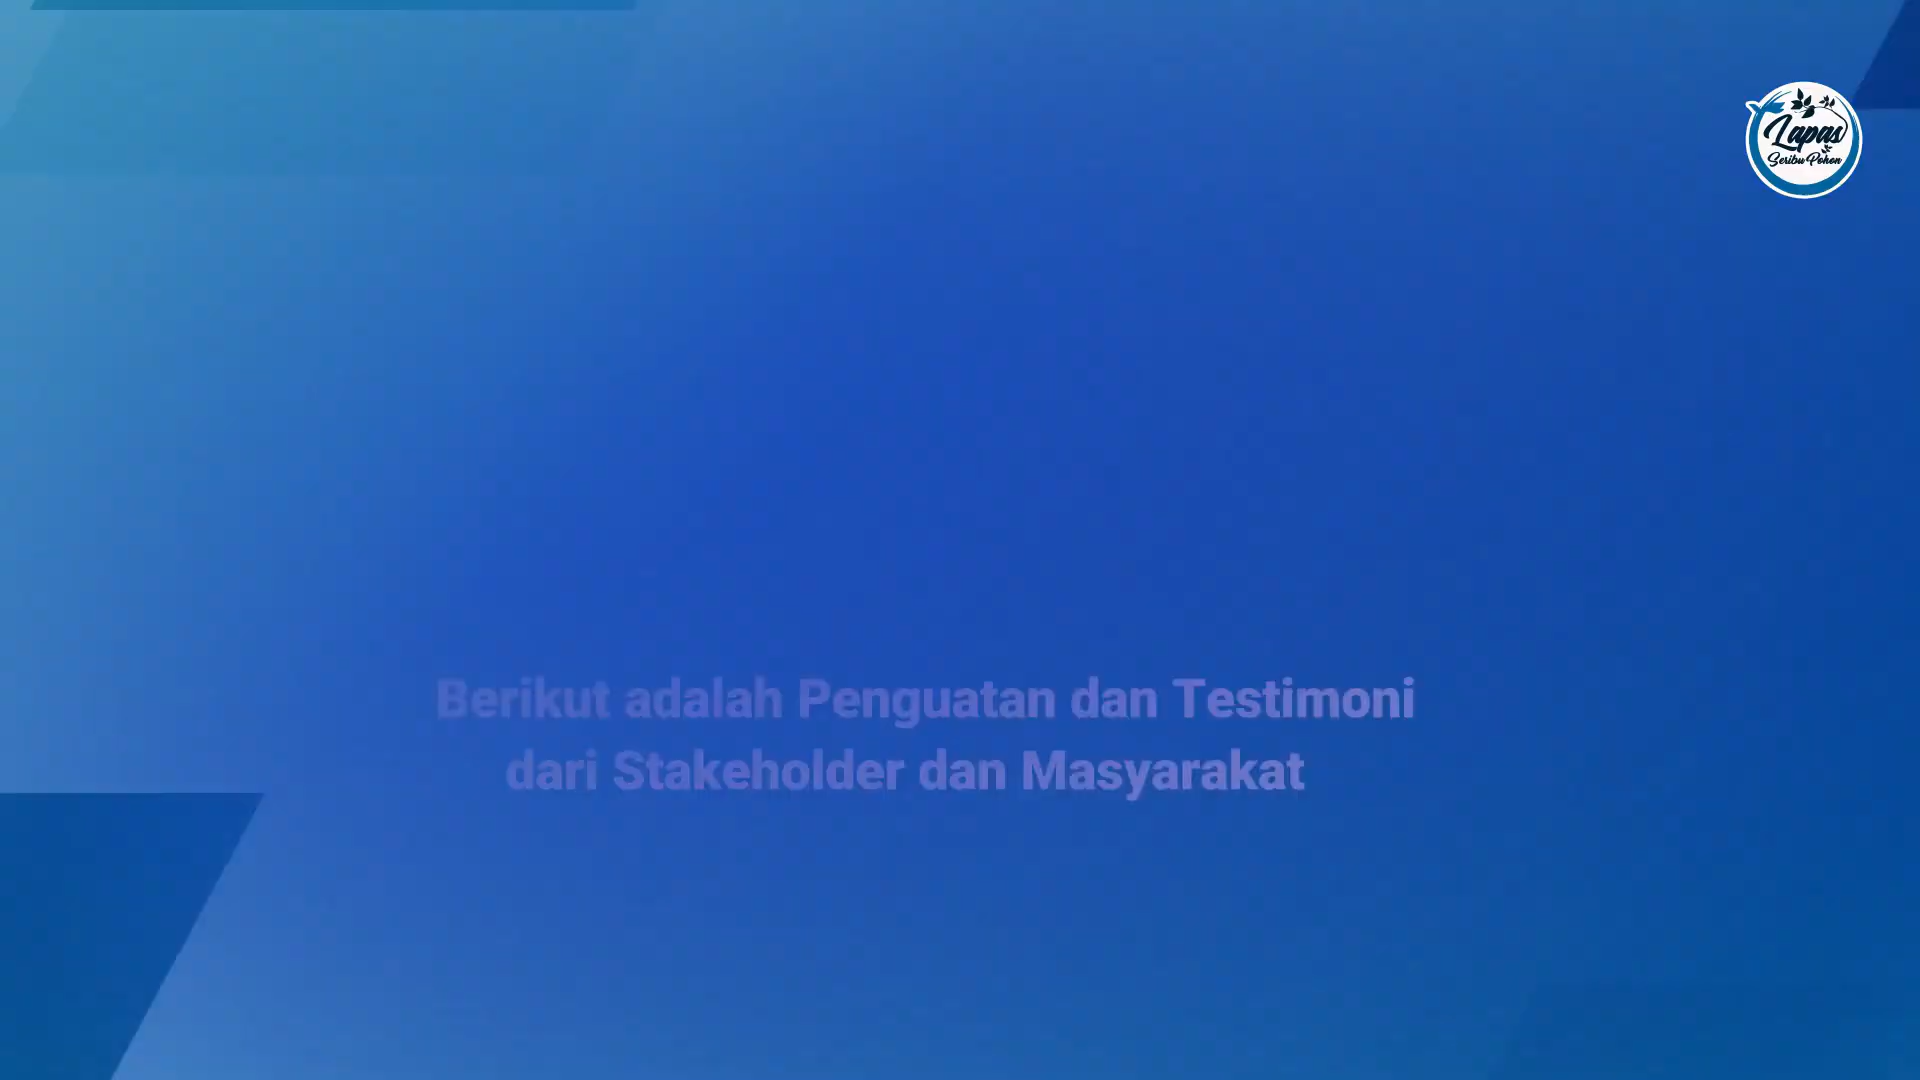 Lapas
Seribu Pohon
Berikut adalah Penguatan dan Testimoni
dari Stakeholder dan Masyarakat